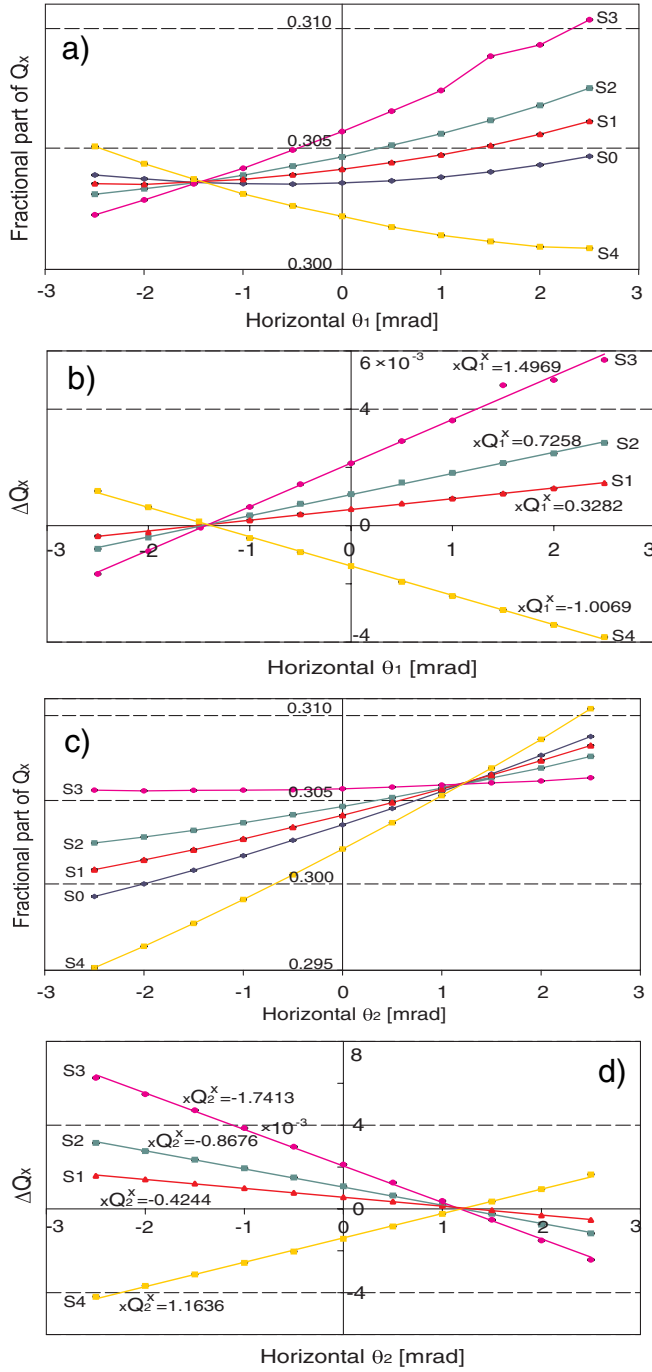 a)
0.310
S3
S2
S1
0.305
S0
S4
0.300
Fractional part of Qx
-3 -2 -1 0 1 2 3
Horizontal θ1 [mrad]
b)
6 ×10-3
xQ1x=1.4969
S3
4
xQ1x=0.7258
S2
S1
xQ1x=0.3282
ΔQx
0
-3 -2 -1 0 1 2 3
xQ1x=-1.0069
S4
-4
Horizontal θ1 [mrad]
c)
0.310
S3
0.305
S2
S1
0.300
S0
S4
0.295
Fractional part of Qx
-3 -2 -1 0 1 2 3
Horizontal θ2 [mrad]
d)
8
S3
xQ2x=-1.7413
4
×10-3
S2
xQ2x=-0.8676
S1
xQ2x=-0.4244
ΔQx
0
-3 -2 -1 0 1 2 3
S4
xQ2x=1.1636
-4
Horizontal θ2 [mrad]